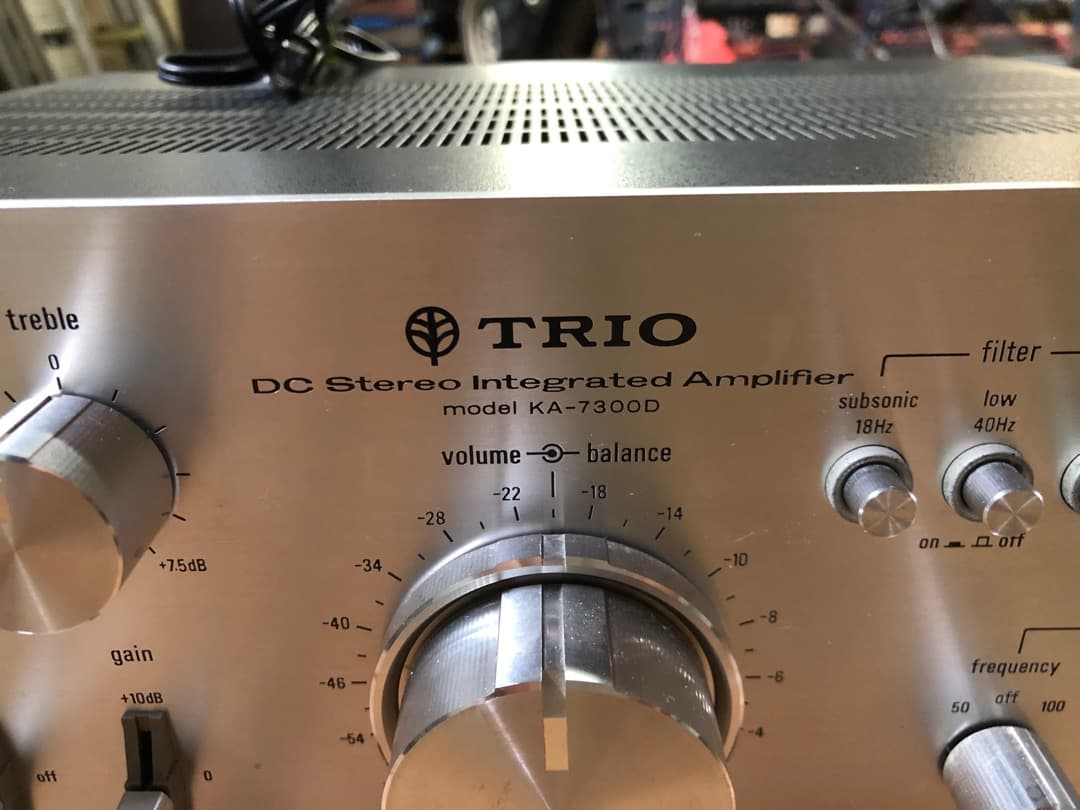 TRIO
DC Stereo Integrated Amplifier
model KA-7300D
treble
0
+7.5dB
gain
+10dB
off
0
volume balance
-22
-18
-28
-14
-34
-10
-40
-8
-46
-6
-54
-4
filter
subsonic
18Hz
low
40Hz
on off
frequency
50
off
100